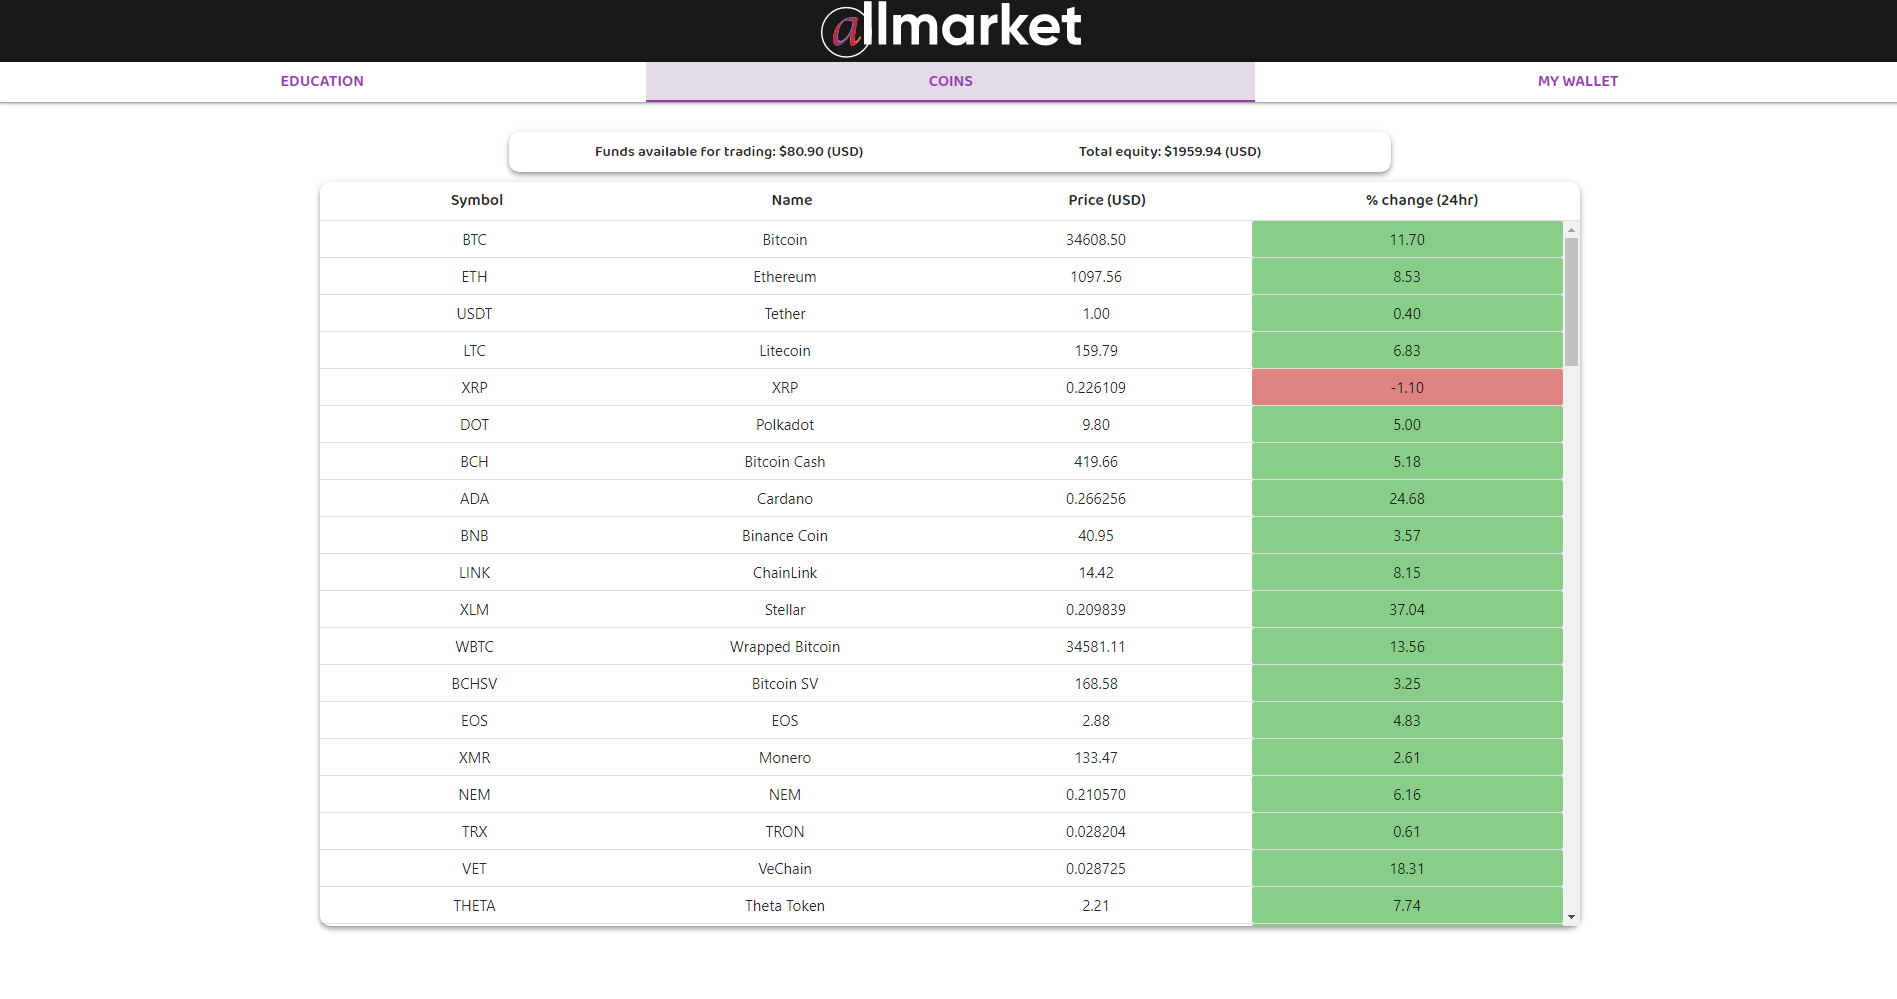 allmarket
EDUCATION COINS MY WALLET
Funds available for trading: $80.90 (USD) Total equity: $1959.94 (USD)
Symbol Name Price (USD) % change (24hr)
BTC Bitcoin 34608.50 11.70
ETH Ethereum 1097.56 8.53
USDT Tether 1.00 0.40
LTC Litecoin 159.79 6.83
XRP XRP 0.226109 -1.10
DOT Polkadot 9.80 5.00
BCH Bitcoin Cash 419.66 5.18
ADA Cardano 0.266256 24.68
BNB Binance Coin 40.95 3.57
LINK ChainLink 14.42 8.15
XLM Stellar 0.209839 37.04
WBTC Wrapped Bitcoin 34581.11 13.56
BCHSV Bitcoin SV 168.58 3.25
EOS EOS 2.88 4.83
XMR Monero 133.47 2.61
NEM NEM 0.210570 6.16
TRX TRON 0.028204 0.61
VET VeChain 0.028725 18.31
THETA Theta Token 2.21 7.74